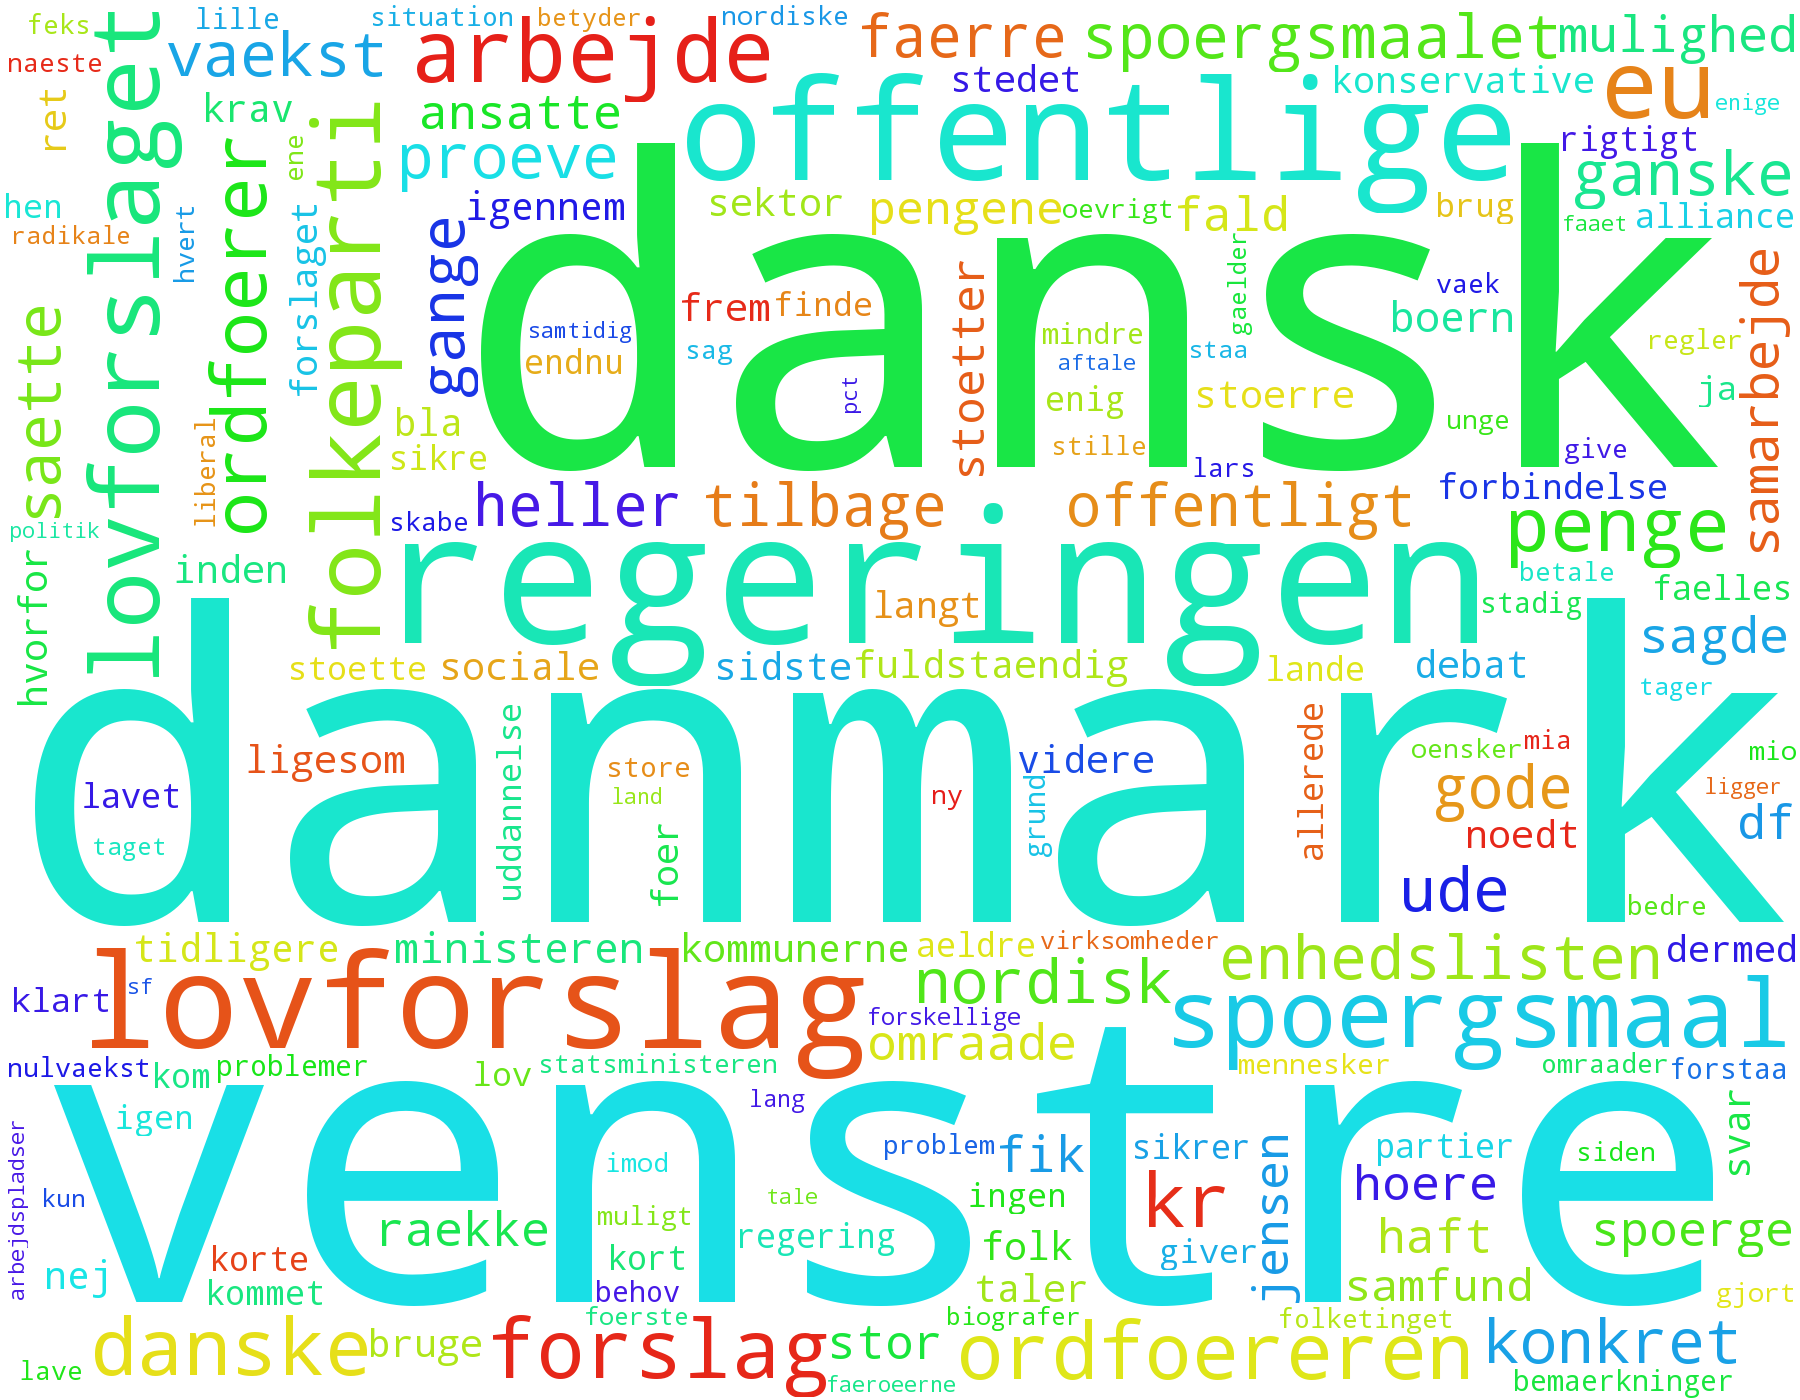 feks
lille
situation
betyder
nordiske
naeste
vaekst
arbejde
faerre
spoergsmaalet
mulighed
lovforslaget
ret
krav
ansatte
stedet
konservative
eu
enige
ordfoerer
ene
folkeparti
proeve
offentlige
rigtigt
ganske
hen
radikale
hvert
forslaget
gange
igennem
sektor
pengene
oevrigt
fald
brug
faaet
alliance
dansk
saette
frem
finde
stoetter
gaelder
vaek
boern
samarbejde
samtidig
endnu
sag
mindre
aftale
staa
regler
pct
enig
stoerre
ja
bla
sikre
liberal
stille
unge
lars
give
politik
skabe
heller
tilbage
offentligt
forbindelse
penge
hvorfor
inden
regeringen
langt
betale
stadig
faelles
stoette
sociale
sidste
fuldstaendig
lande
debat
sagde
tager
danmark
ligesom
uddannelse
store
videre
allerede
oensker
mia
mio
lavet
land
ny
grund
gode
ligger
taget
foer
noedt
df
ude
bedre
tidligere
ministeren
kommunerne
aeldre
virksomheder
enhedslisten
dermed
klart
sf
lovforslag
nordisk
spoergsmaal
forskellige
omraade
nulvaekst
kom
problemer
lov
statsministeren
mennesker
omraader
forstaa
venstre
igen
lang
arbejdspladser
imod
problem
fik
sikrer
jensen
partier
siden
svar
kun
raekke
muligt
tale
ingen
kr
hoere
nej
korte
kort
regering
folk
giver
haft
spoerge
kommet
behov
taler
samfund
gjort
danske
bruge
foerste
forslag
stor
biografer
ordfoereren
folketinget
konkret
lave
faeroeerne
bemaerkninger